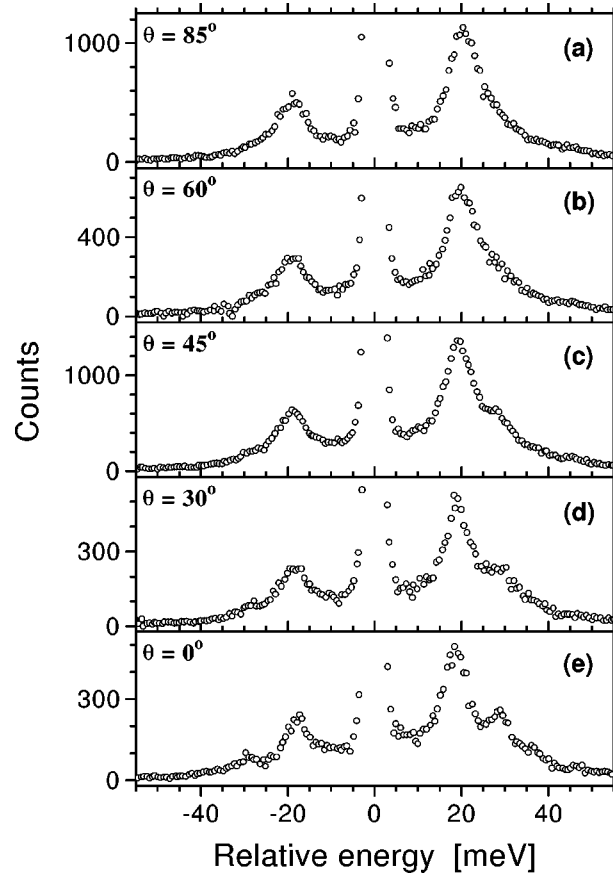 θ = 85°
(a)
1000
0
θ = 60°
(b)
400
0
θ = 45°
(c)
1000
0
θ = 30°
(d)
300
0
θ = 0°
(e)
300
0
Counts
-40 -20 0 20 40
Relative energy [meV]